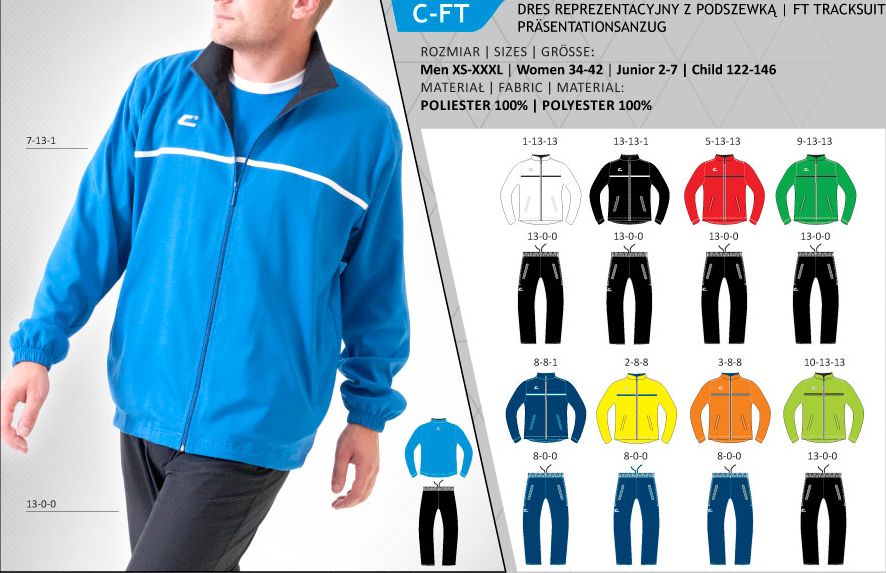 C-FT
DRES REPREZENTACYJNY Z PODSZEWKĄ | FT TRACKSUIT
PRÄSENTATIONSANZUG
ROZMIAR | SIZES | GRÖSSE:
Men XS-XXXL | Women 34-42 | Junior 2-7 | Child 122-146
MATERIAŁ | FABRIC | MATERIAL:
POLIESTER 100% | POLYESTER 100%
7-13-1
13-0-0
1-13-13 13-13-1 5-13-13 9-13-13
13-0-0 13-0-0 13-0-0 13-0-0
8-8-1 2-8-8 3-8-8 10-13-13
8-0-0 8-0-0 8-0-0 13-0-0